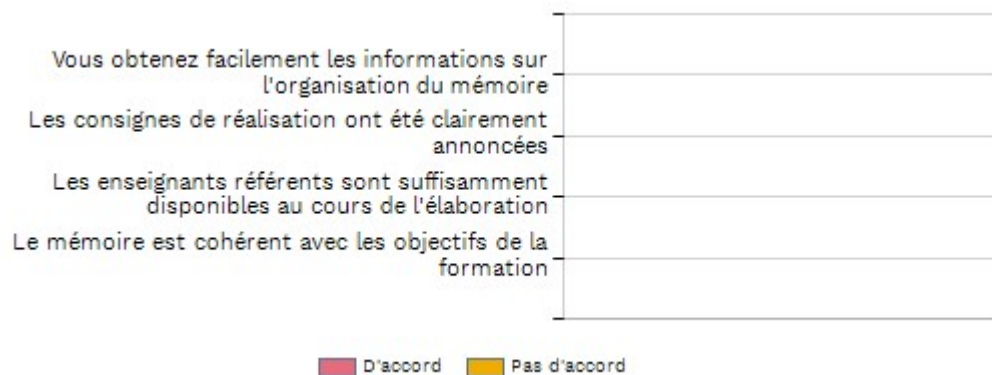 Vous obtenez facilement les informations sur
l'organisation du mémoire
Les consignes de réalisation ont été clairement
annoncées
Les enseignants référents sont suffisamment
disponibles au cours de l'élaboration
Le mémoire est cohérent avec les objectifs de la
formation
D'accord Pas d'accord